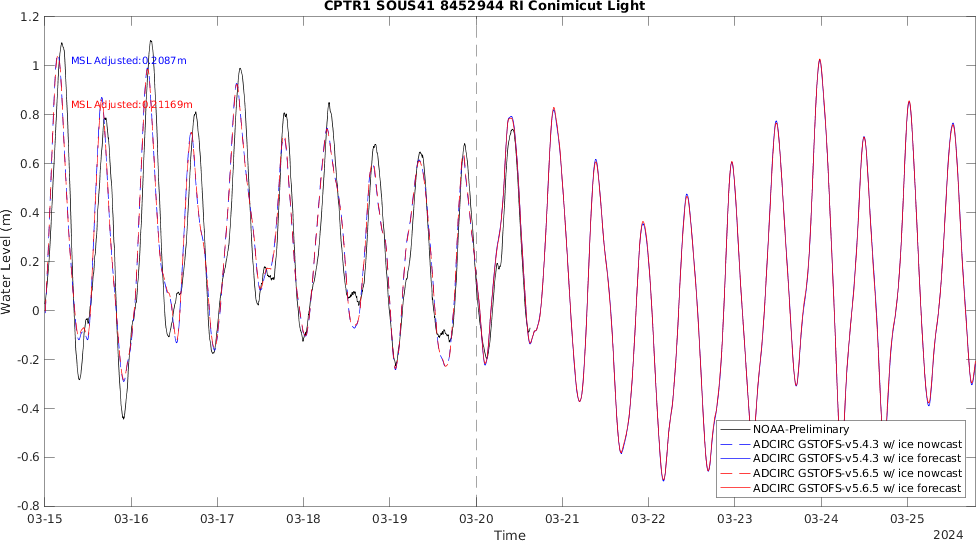 CPTR1 SOUS41 8452944 RI Conimicut Light
1.2
1
0.8
0.6
0.4
0.2
0
-0.2
-0.4
-0.6
-0.8
Water Level (m)
MSL Adjusted:0.2087m
MSL Adjusted:0.21169m
NOAA-Preliminary
ADCIRC GSTOFS-v5.4.3 w/ ice nowcast
ADCIRC GSTOFS-v5.4.3 w/ ice forecast
ADCIRC GSTOFS-v5.6.5 w/ ice nowcast
ADCIRC GSTOFS-v5.6.5 w/ ice forecast
03-15 03-16 03-17 03-18 03-19 03-20 03-21 03-22 03-23 03-24 03-25
Time
2024